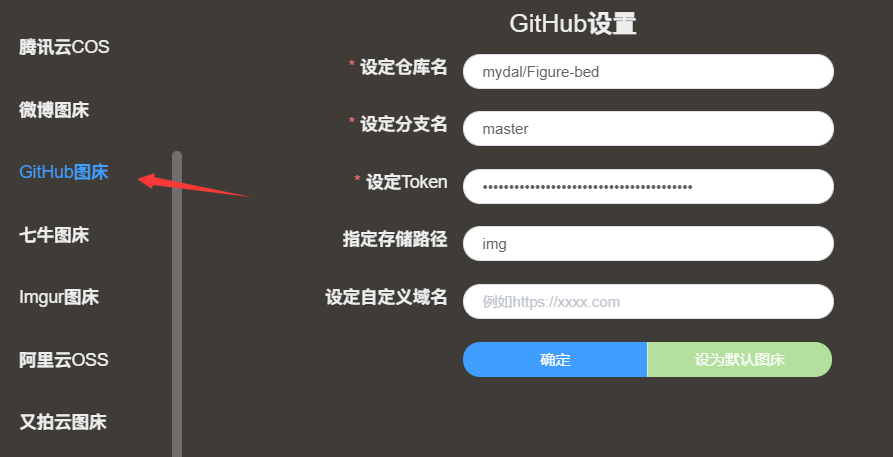 腾讯云COS
微博图床
GitHub图床
七牛图床
Imgur图床
阿里云OSS
又拍云图床
GitHub设置
* 设定仓库名
mydal/Figure-bed
* 设定分支名
master
* 设定Token
••••••••••••••••••••••••••••••••••••••••
指定存储路径
img
设定自定义域名
例如https://xxxx.com
确定
设为默认图床